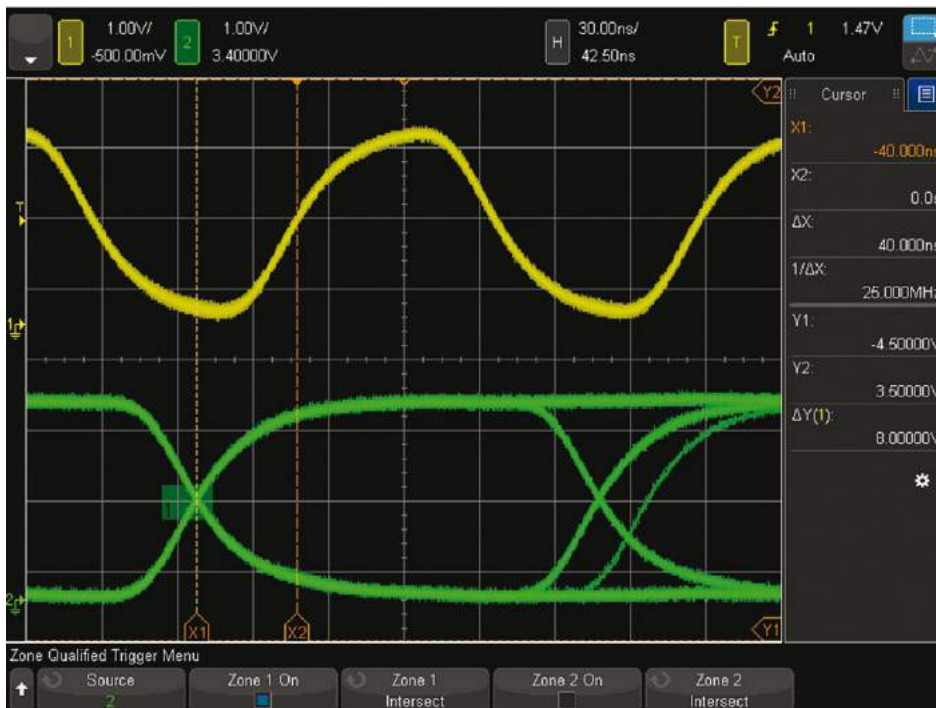 1 1.00V/ 2 1.00V/ H 30.00ns/ T 1 1.47V
-500.00mV 3.40000V 42.50ns Auto
Y2
Cursor
X1:
-40.000ns
X2:
0.0s
ΔX:
40.000ns
1/ΔX:
25.000MHz
Y1:
-4.50000V
Y2:
3.50000V
ΔY(1):
8.00000V
T
1
1
2
X1 X2 Y1
Zone Qualified Trigger Menu
Source Zone 1 On Zone 1 Zone 2 On Zone 2
2 Intersect Intersect